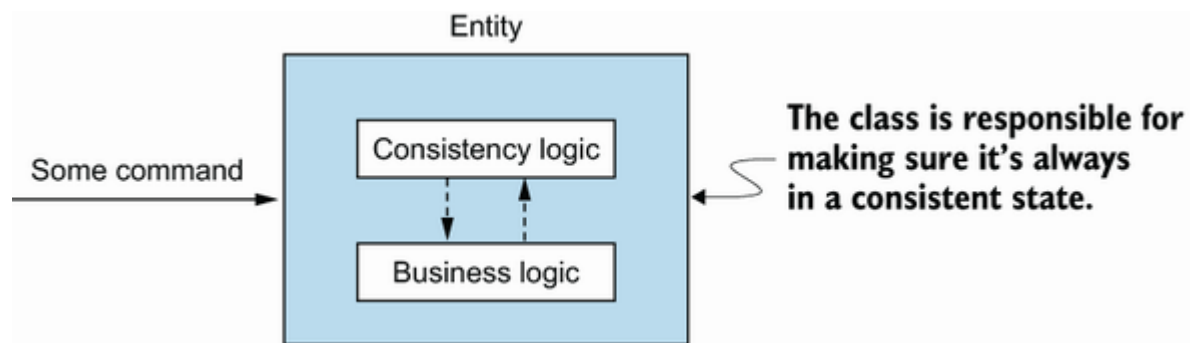 Entity
Some command
Consistency logic
Business logic
The class is responsible for
making sure it's always
in a consistent state.